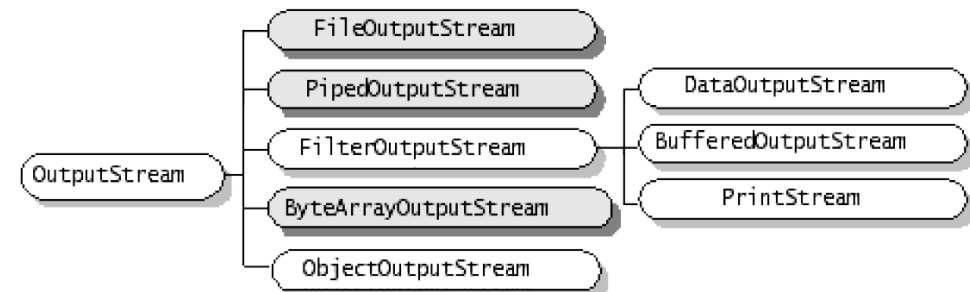 FileOutputStream
PipedOutputStream
DataOutputStream
FilterOutputStream
BufferedOutputStream
OutputStream
ByteArrayOutputStream
PrintStream
ObjectOutputStream